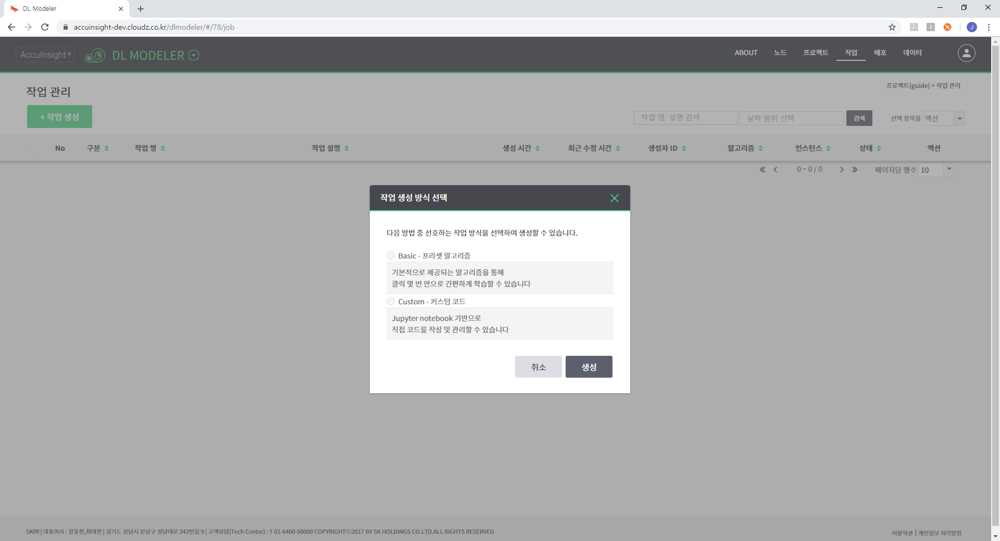 DL Modeler
accuinsight-dev.cloudz.co.kr/dlmodeler/#/78/job
J
AccuInsight+
DL MODELER
ABOUT 노드 프로젝트 작업 배포 데이터
작업 관리
프로젝트(guide) > 작업 관리
+ 작업 생성
작업 명, 설명 검색 날짜 범위 선택 검색 선택 항목을 액션
No 구분 작업 명 작업 설명 생성 시간 최근 수정 시간 생성자 ID 알고리즘 인스턴스 상태 액션
0 ~ 0 / 0 페이지당 행수 10
작업 생성 방식 선택
다음 방법 중 선호하는 작업 방식을 선택하여 생성할 수 있습니다.
Basic - 프리셋 알고리즘
기본적으로 제공되는 알고리즘을 통해
클릭 몇 번 만으로 간편하게 학습할 수 있습니다
Custom - 커스텀 코드
Jupyter notebook 기반으로
직접 코드를 작성 및 관리할 수 있습니다
취소 생성
SK㈜ | 대표이사 : 장동현,최태원 | 경기도 성남시 분당구 성남대로 343번길 9 | 고객상담(Tech Center) : T 02-6400-00000 COPYRIGHTⓒ2017 BY SK HOLDINGS CO.LTD.ALL RIGHTS RESERVED
이용약관 | 개인정보 처리방침